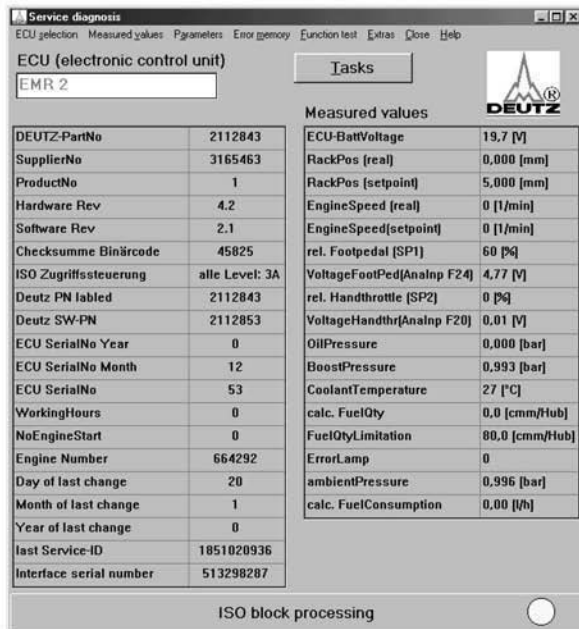 Service diagnosis
ECU selection Measured values Parameters Error memory Function test Extras Close Help
ECU (electronic control unit)
EMR 2
Tasks
DEUTZ
®
Measured values
DEUTZ-PartNo 2112843
SupplierNo 3165463
ProductNo 1
Hardware Rev 4.2
Software Rev 2.1
Checksumme Binärcode 45825
ISO Zugriffssteuerung alle Level: 3A
Deutz PN labled 2112843
Deutz SW-PN 2112853
ECU SerialNo Year 0
ECU SerialNo Month 12
ECU SerialNo 53
WorkingHours 0
NoEngineStart 0
Engine Number 664292
Day of last change 20
Month of last change 1
Year of last change 0
last Service-ID 1851020936
Interface serial number 513298287
ECU-BattVoltage 19,7 [V]
RackPos (real) 0,000 [mm]
RackPos (setpoint) 5,000 [mm]
EngineSpeed (real) 0 [1/min]
EngineSpeed(setpoint) 0 [1/min]
rel. Footpedal (SP1) 60 [%]
VoltageFootPed(AnaInp F24) 4,77 [V]
rel. Handthrottle (SP2) 0 [%]
VoltageHandthr(AnaInp F20) 0,01 [V]
OilPressure 0,000 [bar]
BoostPressure 0,993 [bar]
CoolantTemperature 27 [°C]
calc. FuelQty 0,0 [cmm/Hub]
FuelQtyLimitation 80,0 [cmm/Hub]
ErrorLamp 0
ambientPressure 0,996 [bar]
calc. FuelConsumption 0,00 [l/h]
ISO block processing